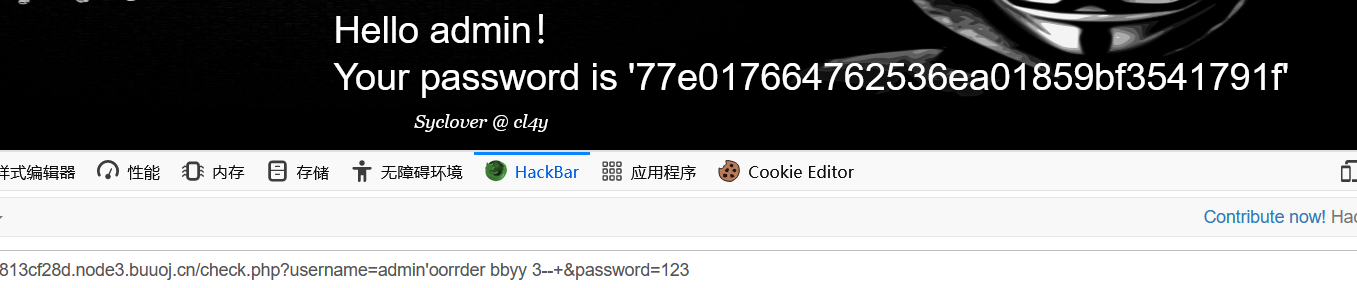 Hello admin！
Your password is '77e017664762536ea01859bf3541791f'
Syclover @ cl4y
样式编辑器 性能 内存 存储 无障碍环境 HackBar 应用程序 Cookie Editor
Contribute now! Hac
813cf28d.node3.buuoj.cn/check.php?username=admin'oorrder bbyy 3--+&password=123